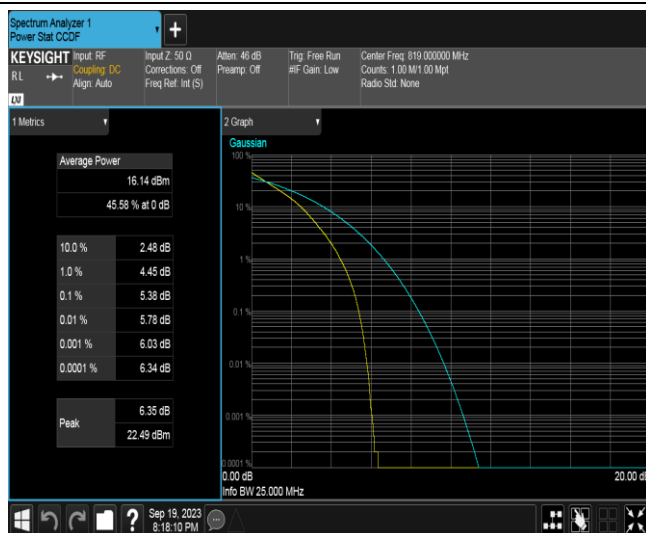 Spectrum Analyzer 1
Power Stat CCDF
KEYSIGHT
RL
LXI
Input: RF
Coupling: DC
Align: Auto
Input Z: 50 Ω
Corrections: Off
Freq Ref: Int (S)
Atten: 46 dB
Preamp: Off
Trig: Free Run
#IF Gain: Low
Center Freq: 819.000000 MHz
Counts: 1.00 M/1.00 Mpt
Radio Std: None
1 Metrics
Average Power
16.14 dBm
45.58 % at 0 dB
10.0 % 2.48 dB
1.0 % 4.45 dB
0.1 % 5.38 dB
0.01 % 5.78 dB
0.001 % 6.03 dB
0.0001 % 6.34 dB
Peak
6.35 dB
22.49 dBm
2 Graph
Gaussian
100 %
10 %
1 %
0.1 %
0.01 %
0.001 %
0.0001 %
0.00 dB
20.00 dB
Info BW 25.000 MHz
?
Sep 19, 2023
8:18:10 PM